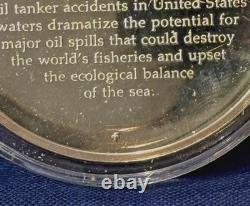 il tanker accidents in United States
waters dramatize the potential for
major oil spills that could destroy
the world's fisheries and upset
the ecological balance
of the sea.